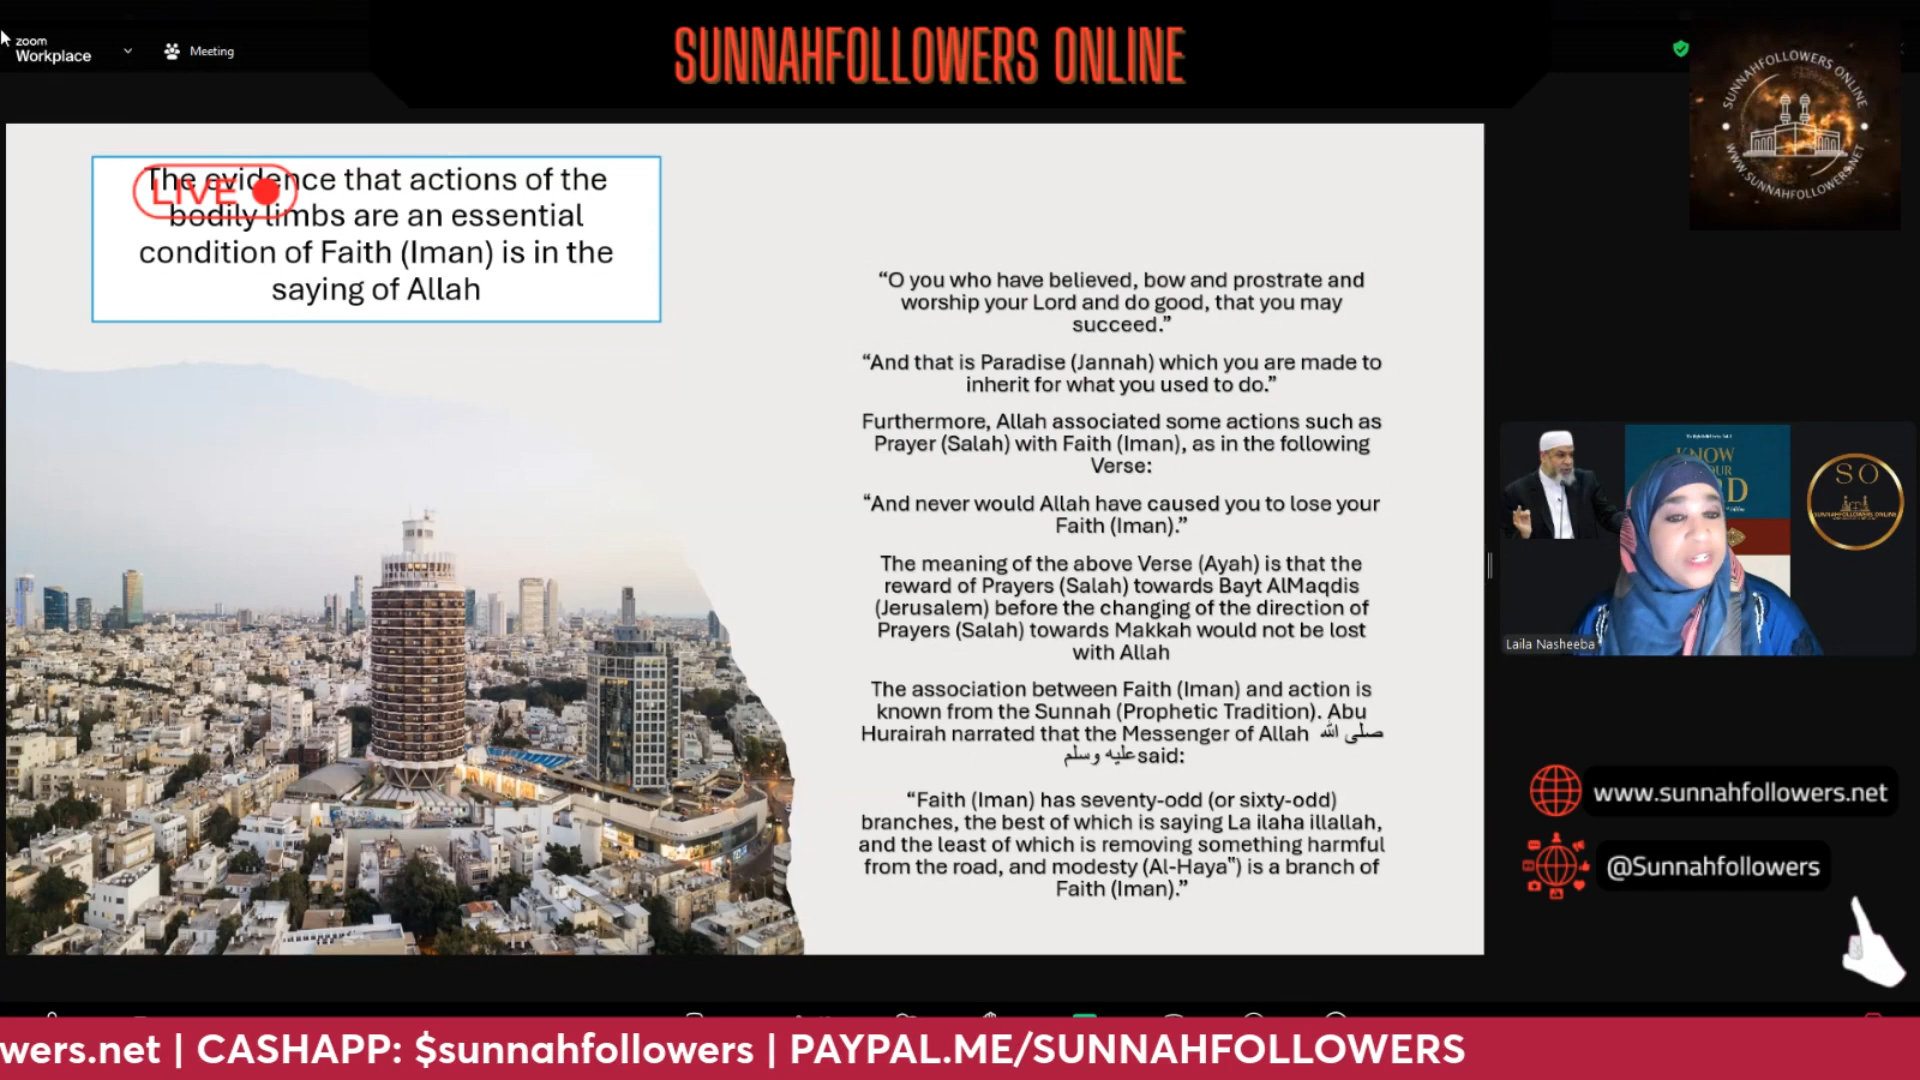 zoom
Workplace
Meeting
SUNNAHFOLLOWERS ONLINE
SUNNAHFOLLOWERS ONLINE
WWW.SUNNAHFOLLOWERS.NET
LIVE
The evidence that actions of the
bodily limbs are an essential
condition of Faith (Iman) is in the
saying of Allah
“O you who have believed, bow and prostrate and
worship your Lord and do good, that you may
succeed.”
“And that is Paradise (Jannah) which you are made to
inherit for what you used to do.”
Furthermore, Allah associated some actions such as
Prayer (Salah) with Faith (Iman), as in the following
Verse:
“And never would Allah have caused you to lose your
Faith (Iman).”
The meaning of the above Verse (Ayah) is that the
reward of Prayers (Salah) towards Bayt AlMaqdis
(Jerusalem) before the changing of the direction of
Prayers (Salah) towards Makkah would not be lost
with Allah
The association between Faith (Iman) and action is
known from the Sunnah (Prophetic Tradition). Abu
Hurairah narrated that the Messenger of Allah صلى الله
عليه وسلم said:
“Faith (Iman) has seventy-odd (or sixty-odd)
branches, the best of which is saying La ilaha illallah,
and the least of which is removing something harmful
from the road, and modesty (Al-Haya‟) is a branch of
Faith (Iman).”
KNOW
SO
SUNNAHFOLLOWERS ONLINE
Laila Nasheeba
www.sunnahfollowers.net
@Sunnahfollowers
wers.net | CASHAPP: $sunnahfollowers | PAYPAL.ME/SUNNAHFOLLOWERS